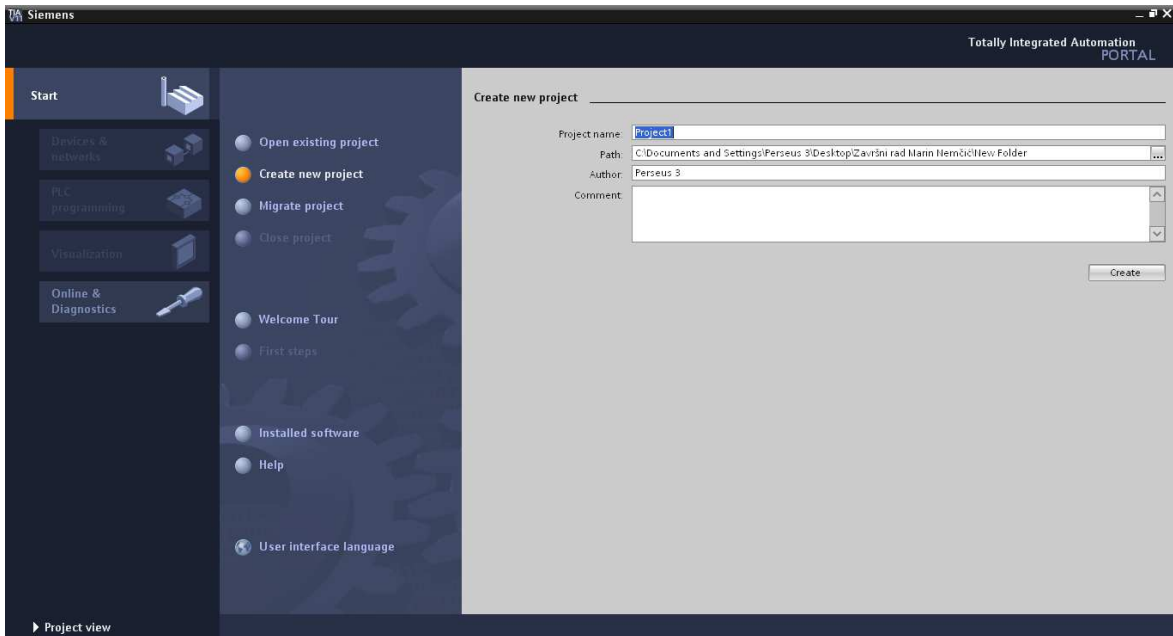 Siemens
Totally Integrated Automation
PORTAL
Start
Devices &
networks
PLC
programming
Visualization
Online &
Diagnostics
Open existing project
Create new project
Migrate project
Close project
Welcome Tour
First steps
Installed software
Help
User interface language
Create new project
Project name: Project1
Path: C:\Documents and Settings\Perseus 3\Desktop\Završni rad Marin Nemčić\New Folder
...
Author: Perseus 3
Comment:
Create
Project view